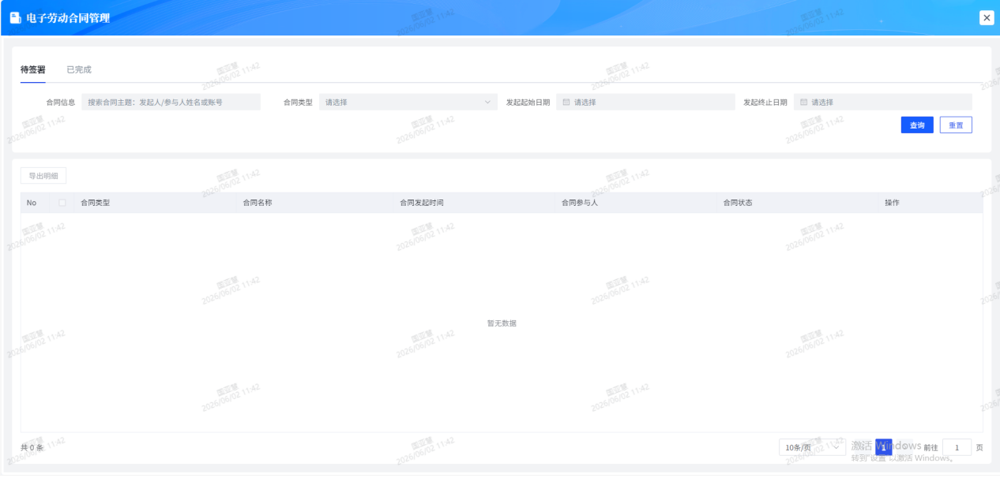 电子劳动合同管理
待签署 已完成
合同信息 搜索合同主题: 发起人/参与人姓名或账号 合同类型 请选择 发起起始日期 请选择 发起终止日期 请选择
查询 重置
导出明细
No 合同类型 合同名称 合同发起时间 合同参与人 合同状态 操作
暂无数据
共 0 条 10条/页 1 前往 1 页
激活 Windows
转到"设置"以激活 Windows。
2026/06/02 11:42